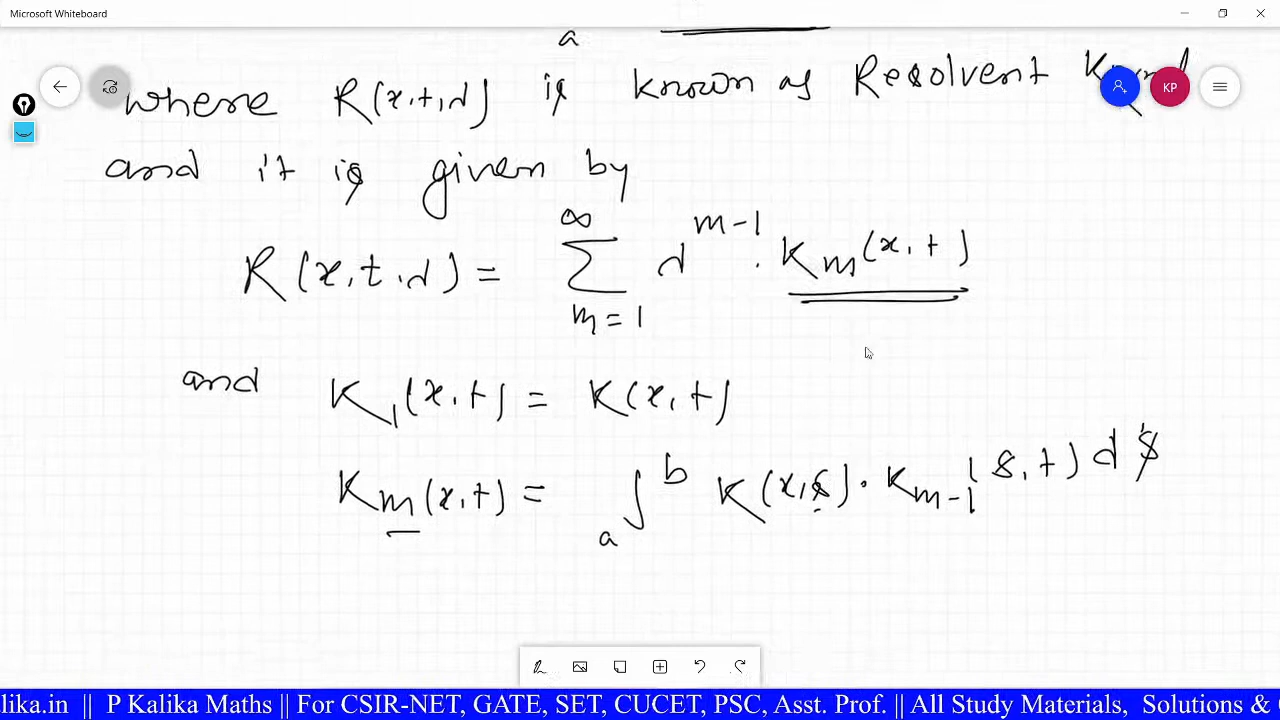 Microsoft Whiteboard
a
where R(x,t,λ) is known as Resolvent Kernel
KP
and it is given by
R(x,t,λ) = ∞ Σ m=1 λ^{m-1} . K_m(x,t)
and K_1(x,t) = K(x,t)
K_m(x,t) = ∫_a^b K(x,s) · K_{m-1}(s,t) ds
lika.in || P Kalika Maths || For CSIR-NET, GATE, SET, CUCET, PSC, Asst. Prof. || All Study Materials, Solutions &